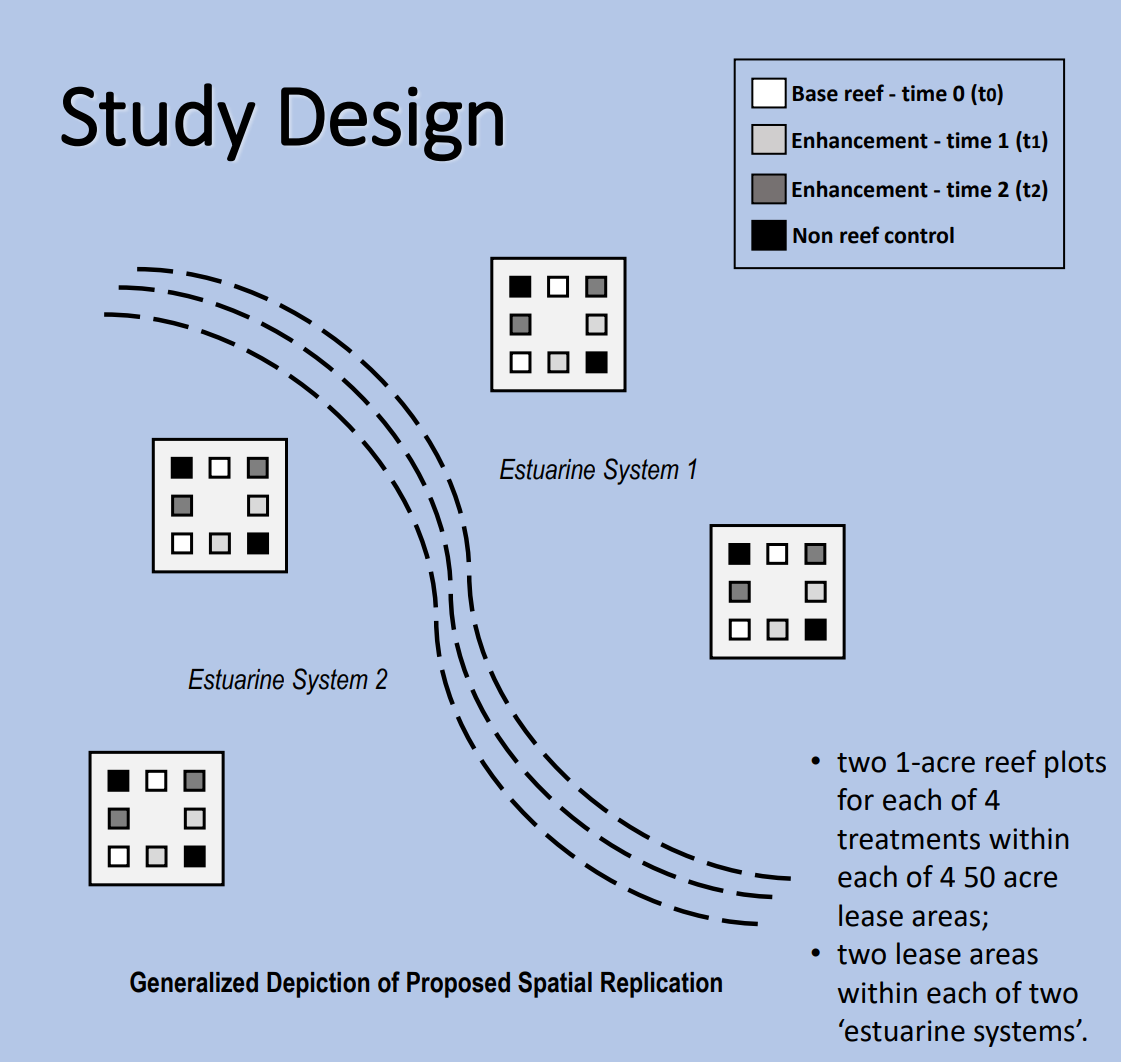 Study Design
Base reef - time 0 (t0)
Enhancement - time 1 (t1)
Enhancement - time 2 (t2)
Non reef control
Estuarine System 1
Estuarine System 2
• two 1-acre reef plots
for each of 4
treatments within
each of 4 50 acre
lease areas;
• two lease areas
within each of two
‘estuarine systems’.
Generalized Depiction of Proposed Spatial Replication